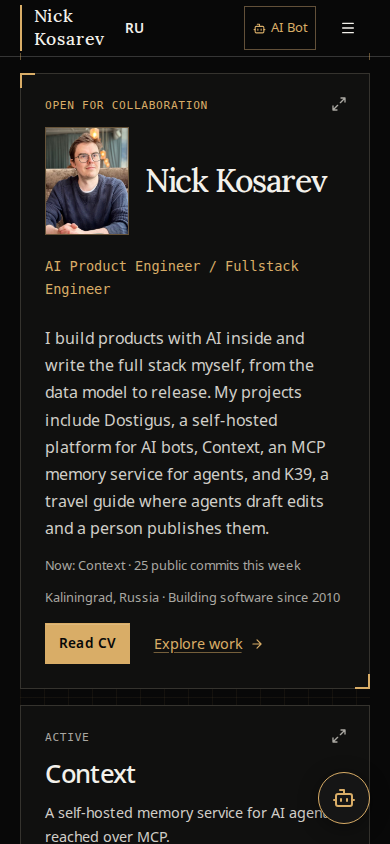 Nick
Kosarev
RU
AI Bot
OPEN FOR COLLABORATION
Nick Kosarev
AI Product Engineer / Fullstack
Engineer
I build products with AI inside and
write the full stack myself, from the
data model to release. My projects
include Dostigus, a self-hosted
platform for AI bots, Context, an MCP
memory service for agents, and K39, a
travel guide where agents draft edits
and a person publishes them.
Now: Context · 25 public commits this week
Kaliningrad, Russia · Building software since 2010
Read CV
Explore work →
ACTIVE
Context
A self-hosted memory service for AI agen
reached over MCP.